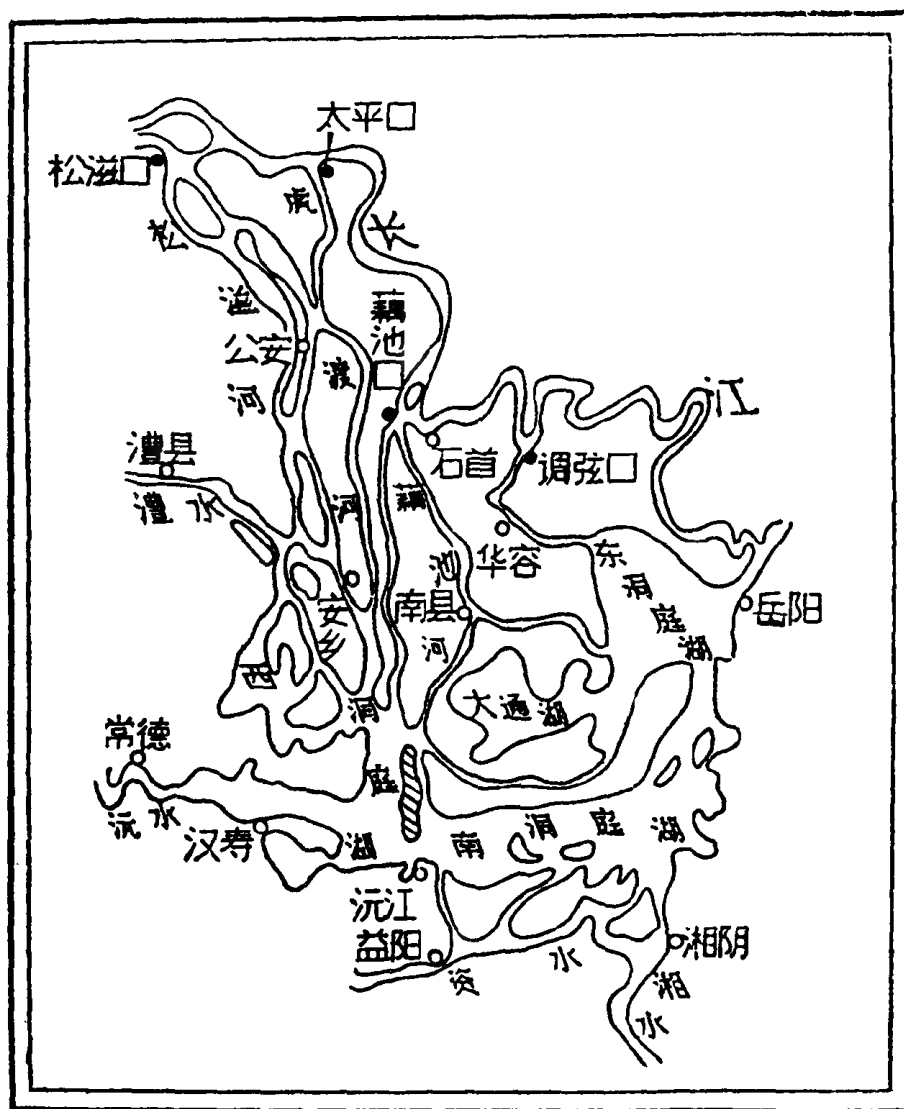 太平口
松滋口
松滋河
虎渡河
长江
藕池口
公安
澧县
澧水
石首
调弦口
藕池河
华容
安乡
南县
东洞庭湖
岳阳
西洞庭湖
大通湖
常德
沅水
汉寿
南洞庭湖
沅江
益阳
资水
湘阴
湘水